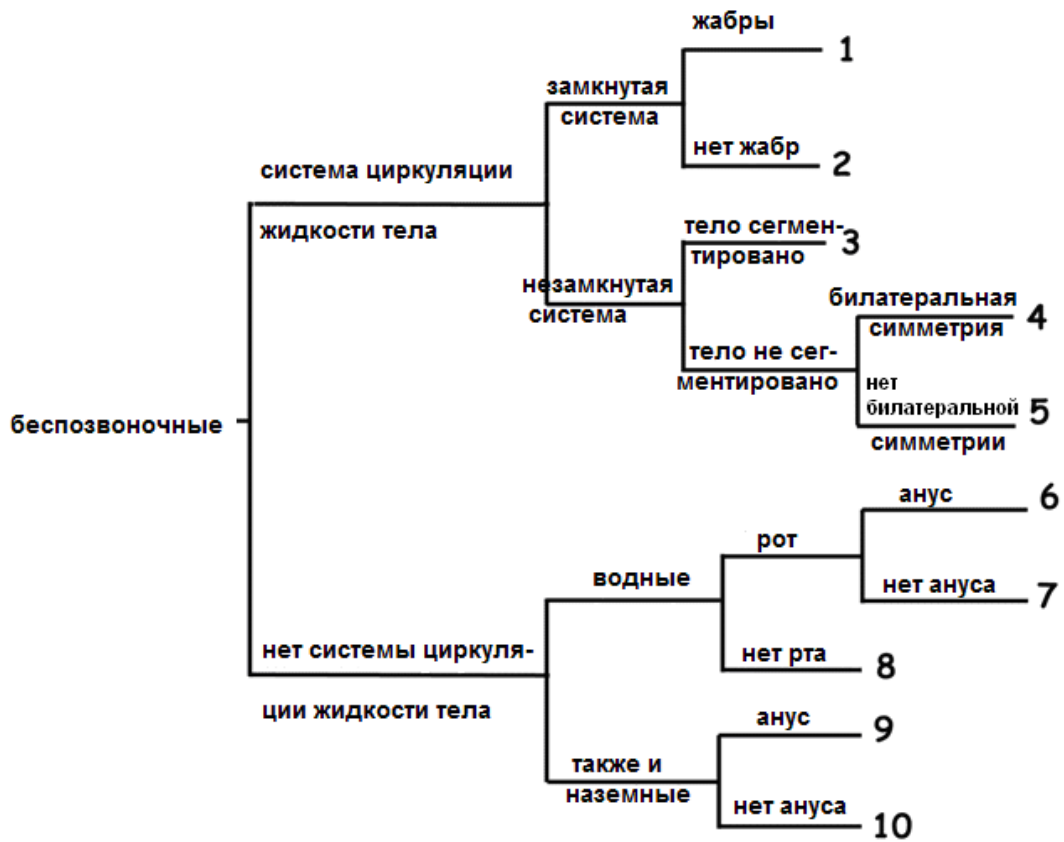 жабры
1
замкнутая
система
нет жабр
2
система циркуляции
жидкости тела
тело сегмен-
тировано
3
незамкнутая
система
билатеральная
симметрия
4
тело не сег-
ментировано
нет
билатеральной
симметрии
5
беспозвоночные
анус
6
рот
водные
нет ануса
7
нет системы циркуля-
ции жидкости тела
нет рта
8
анус
9
также и
наземные
нет ануса
10